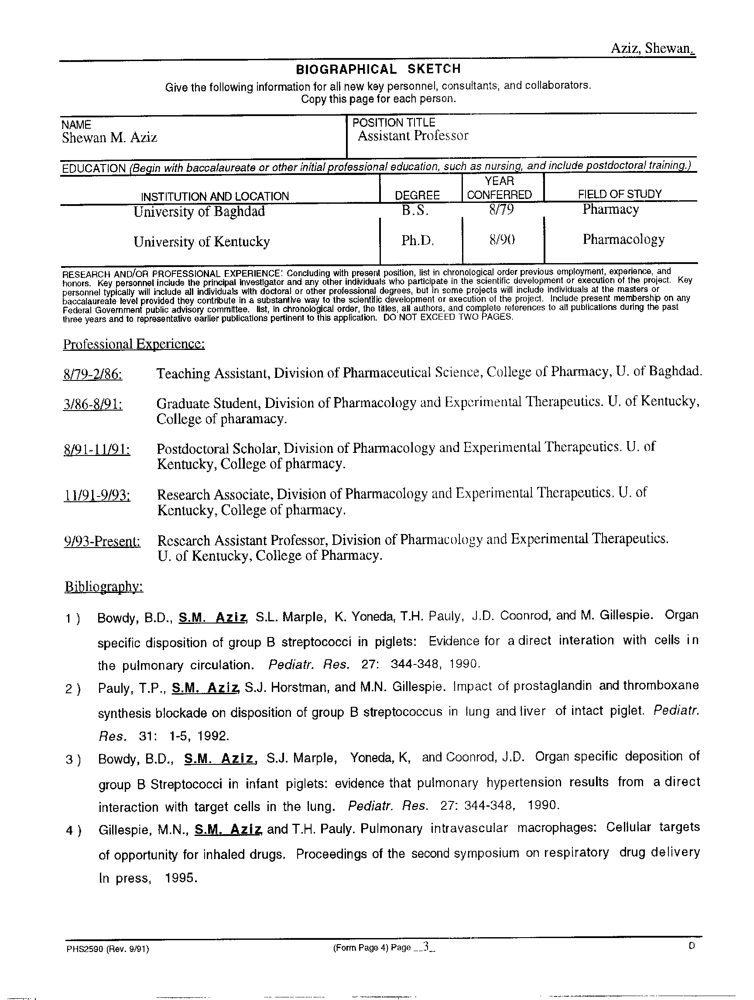 Aziz, Shewan.
BIOGRAPHICAL SKETCH
Give the following information for all new key personnel, consultants, and collaborators.
Copy this page for each person.
NAME
Shewan M. Aziz
POSITION TITLE
Assistant Professor
EDUCATION (Begin with baccalaureate or other initial professional education, such as nursing, and include postdoctoral training.)
INSTITUTION AND LOCATION DEGREE YEAR CONFERRED FIELD OF STUDY
University of Baghdad B.S. 8/79 Pharmacy
University of Kentucky Ph.D. 8/90 Pharmacology
RESEARCH AND/OR PROFESSIONAL EXPERIENCE: Concluding with present position, list in chronological order previous employment, experience, and
honors. Key personnel include the principal investigator and any other individuals who participate in the scientific development or execution of the project. Key
personnel typically will include all individuals with doctoral or other professional degrees, but in some projects will include individuals at the masters or
baccalaureate level provided they contribute in a substantive way to the scientific development or execution of the project. Include present membership on any
Federal Government public advisory committee. list, in chronological order, the titles, all authors, and complete references to all publications during the past
three years and to representative earlier publications pertinent to this application. DO NOT EXCEED TWO PAGES.
Professional Experience:
8/79-2/86: Teaching Assistant, Division of Pharmaceutical Science, College of Pharmacy, U. of Baghdad.
3/86-8/91: Graduate Student, Division of Pharmacology and Experimental Therapeutics. U. of Kentucky,
College of pharamacy.
8/91-11/91: Postdoctoral Scholar, Division of Pharmacology and Experimental Therapeutics. U. of
Kentucky, College of pharmacy.
11/91-9/93: Research Associate, Division of Pharmacology and Experimental Therapeutics. U. of
Kentucky, College of pharmacy.
9/93-Present: Research Assistant Professor, Division of Pharmacology and Experimental Therapeutics.
U. of Kentucky, College of Pharmacy.
Bibliography:
1 ) Bowdy, B.D., S.M. Aziz, S.L. Marple, K. Yoneda, T.H. Pauly, J.D. Coonrod, and M. Gillespie. Organ
specific disposition of group B streptococci in piglets: Evidence for a direct interation with cells in
the pulmonary circulation. Pediatr. Res. 27: 344-348, 1990.
2 ) Pauly, T.P., S.M. Aziz, S.J. Horstman, and M.N. Gillespie. Impact of prostaglandin and thromboxane
synthesis blockade on disposition of group B streptococcus in lung and liver of intact piglet. Pediatr.
Res. 31: 1-5, 1992.
3 ) Bowdy, B.D., S.M. Aziz, S.J. Marple, Yoneda, K, and Coonrod, J.D. Organ specific deposition of
group B Streptococci in infant piglets: evidence that pulmonary hypertension results from a direct
interaction with target cells in the lung. Pediatr. Res. 27: 344-348, 1990.
4 ) Gillespie, M.N., S.M. Aziz, and T.H. Pauly. Pulmonary intravascular macrophages: Cellular targets
of opportunity for inhaled drugs. Proceedings of the second symposium on respiratory drug delivery
In press, 1995.
PHS2590 (Rev. 9/91) (Form Page 4) Page __3_ D